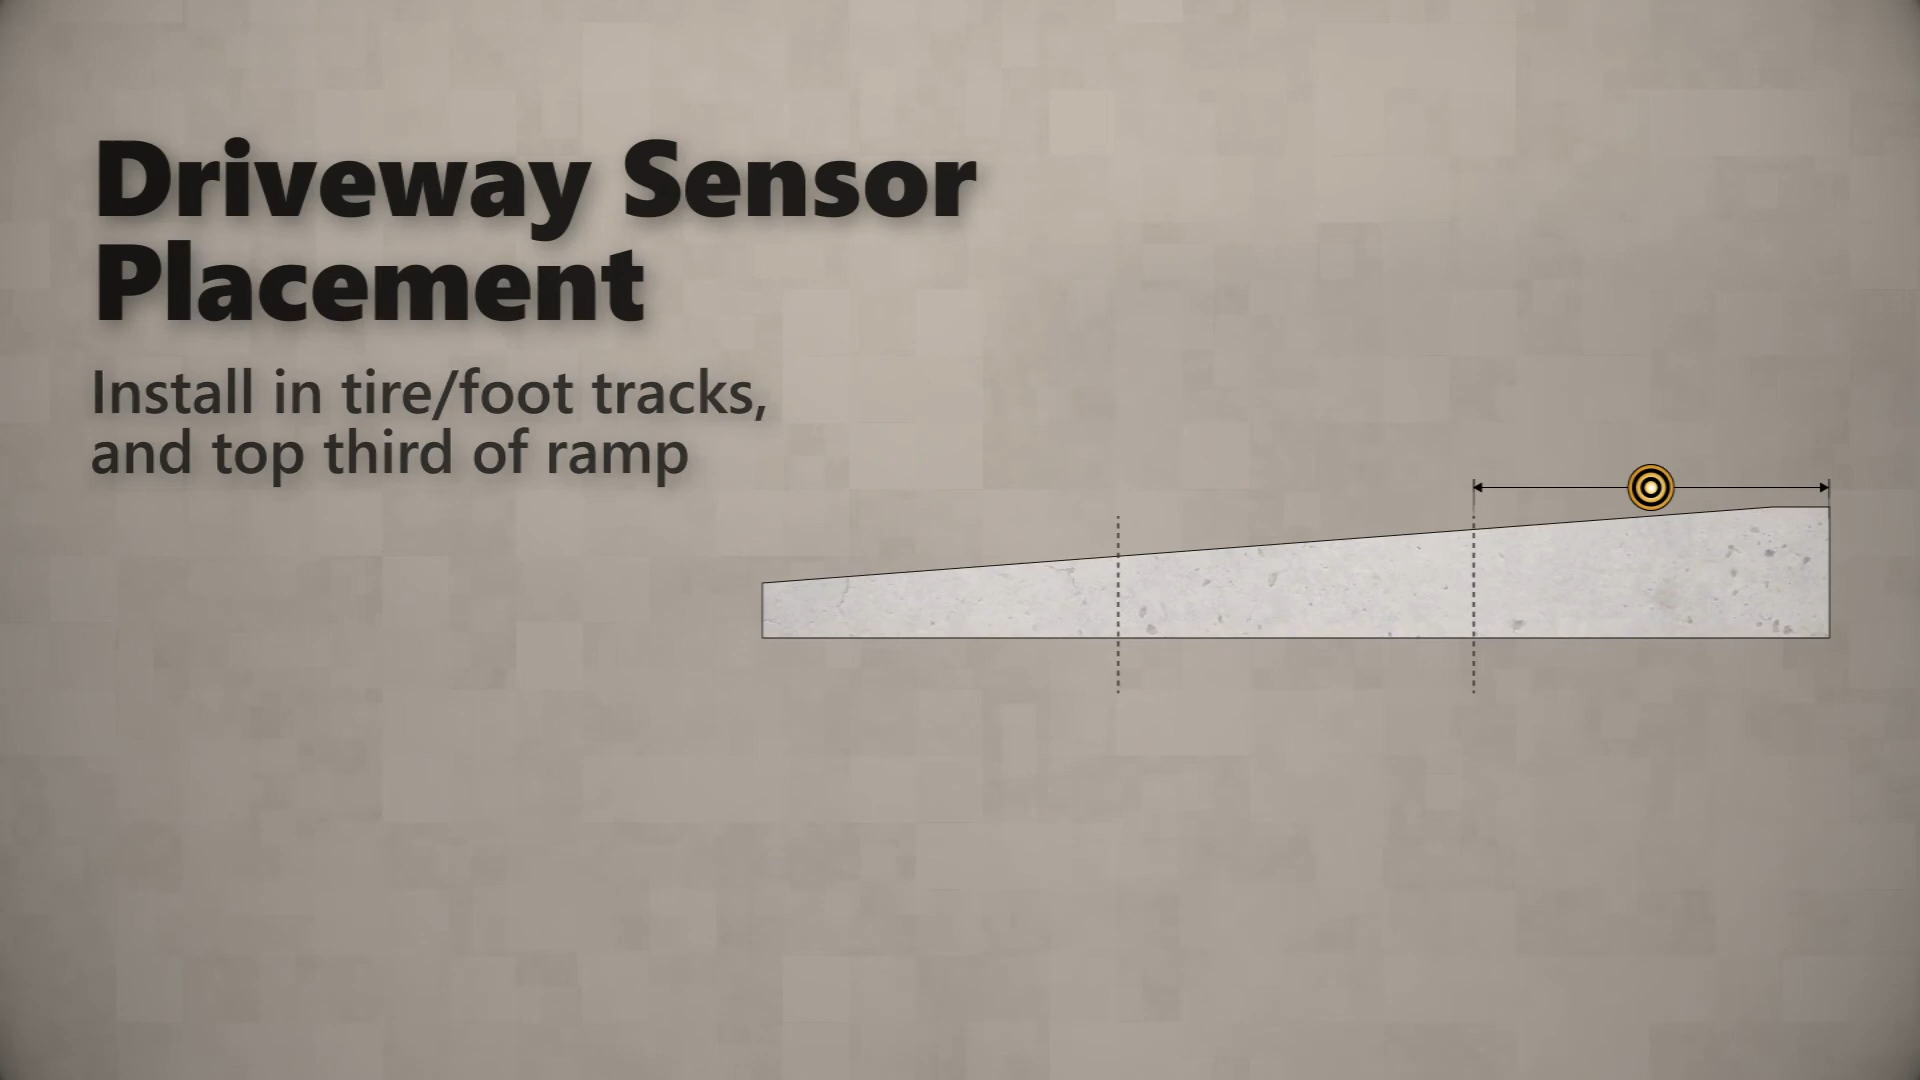 Driveway Sensor
Placement
Install in tire/foot tracks,
and top third of ramp